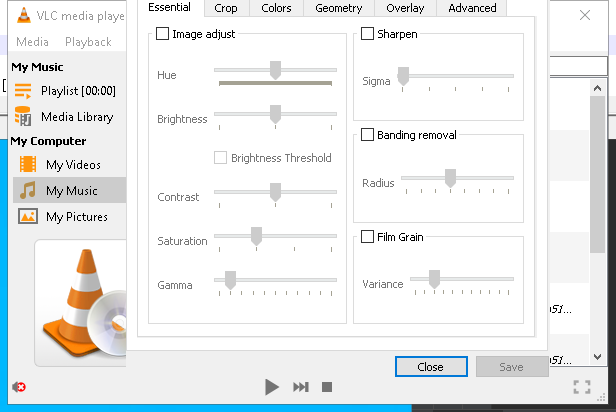 VLC media playe
Media Playback
Essential Crop Colors Geometry Overlay Advanced
My Music
Playlist [00:00]
Media Library
My Computer
My Videos
My Music
My Pictures
Image adjust
Hue
Brightness
Brightness Threshold
Contrast
Saturation
Gamma
Sharpen
Sigma
Banding removal
Radius
Film Grain
Variance
51...
51...
Close Save